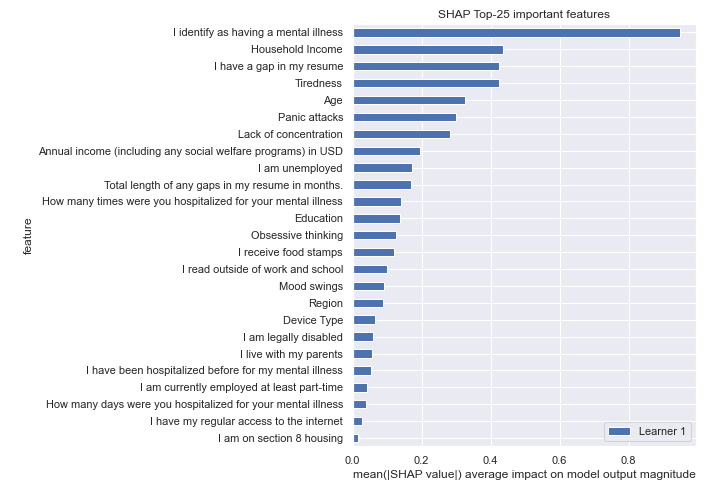 SHAP Top-25 important features
I identify as having a mental illness
Household Income
I have a gap in my resume
Tiredness
Age
Panic attacks
Lack of concentration
Annual income (including any social welfare programs) in USD
I am unemployed
Total length of any gaps in my resume in months.
How many times were you hospitalized for your mental illness
Education
Obsessive thinking
I receive food stamps
I read outside of work and school
Mood swings
Region
Device Type
I am legally disabled
I live with my parents
I have been hospitalized before for my mental illness
I am currently employed at least part-time
How many days were you hospitalized for your mental illness
I have my regular access to the internet
I am on section 8 housing
feature
Learner 1
0.0 0.2 0.4 0.6 0.8
mean(|SHAP value|) average impact on model output magnitude